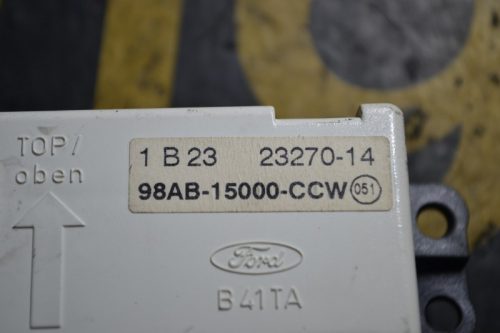 TOP/
oben
1 B 23 23270-14
98AB-15000-CCW 051
Ford
B41TA